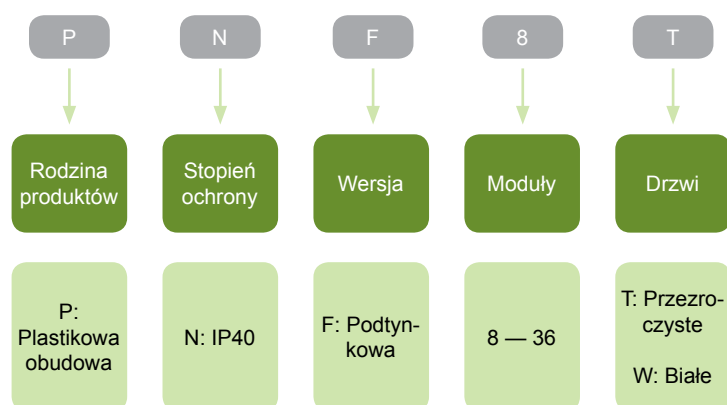 P
N
F
8
T
Rodzina
produktów
Stopień
ochrony
Wersja
Moduły
Drzwi
P:
Plastikowa
obudowa
N: IP40
F: Podtyn-
kowa
8 — 36
T: Przezro-
czyste
W: Białe